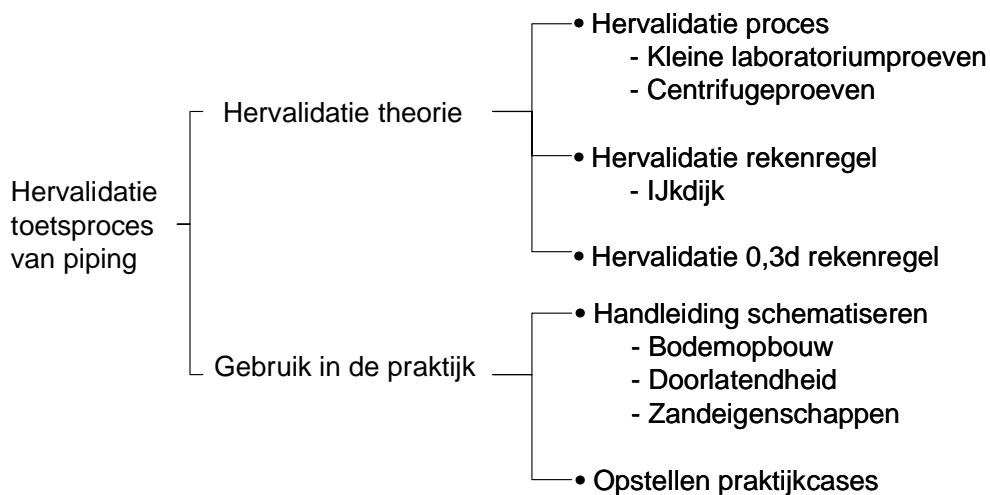 Hervalidatie
toetsproces
van piping
Hervalidatie theorie
• Hervalidatie proces
- Kleine laboratoriumproeven
- Centrifugeproeven
• Hervalidatie rekenregel
- IJkdijk
• Hervalidatie 0,3d rekenregel
Gebruik in de praktijk
• Handleiding schematiseren
- Bodemopbouw
- Doorlatendheid
- Zandeigenschappen
• Opstellen praktijkcases